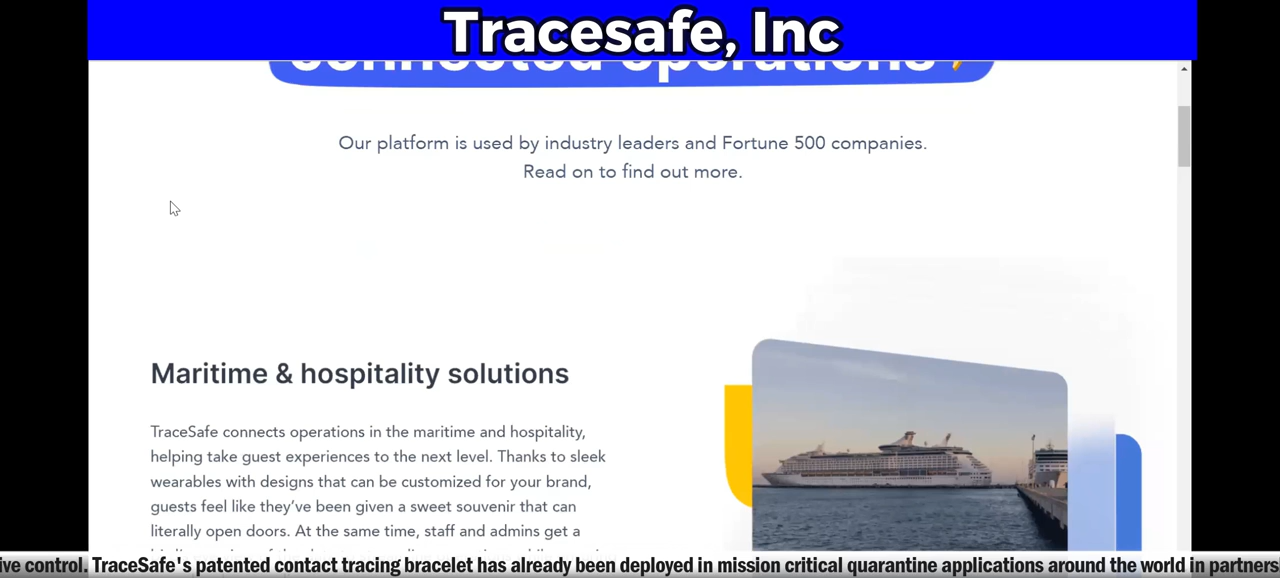 Tracesafe, Inc
connected operations
Our platform is used by industry leaders and Fortune 500 companies.
Read on to find out more.
Maritime & hospitality solutions
TraceSafe connects operations in the maritime and hospitality,
helping take guest experiences to the next level. Thanks to sleek
wearables with designs that can be customized for your brand,
guests feel like they've been given a sweet souvenir that can
literally open doors. At the same time, staff and admins get a
ive control. TraceSafe's patented contact tracing bracelet has already been deployed in mission critical quarantine applications around the world in partners